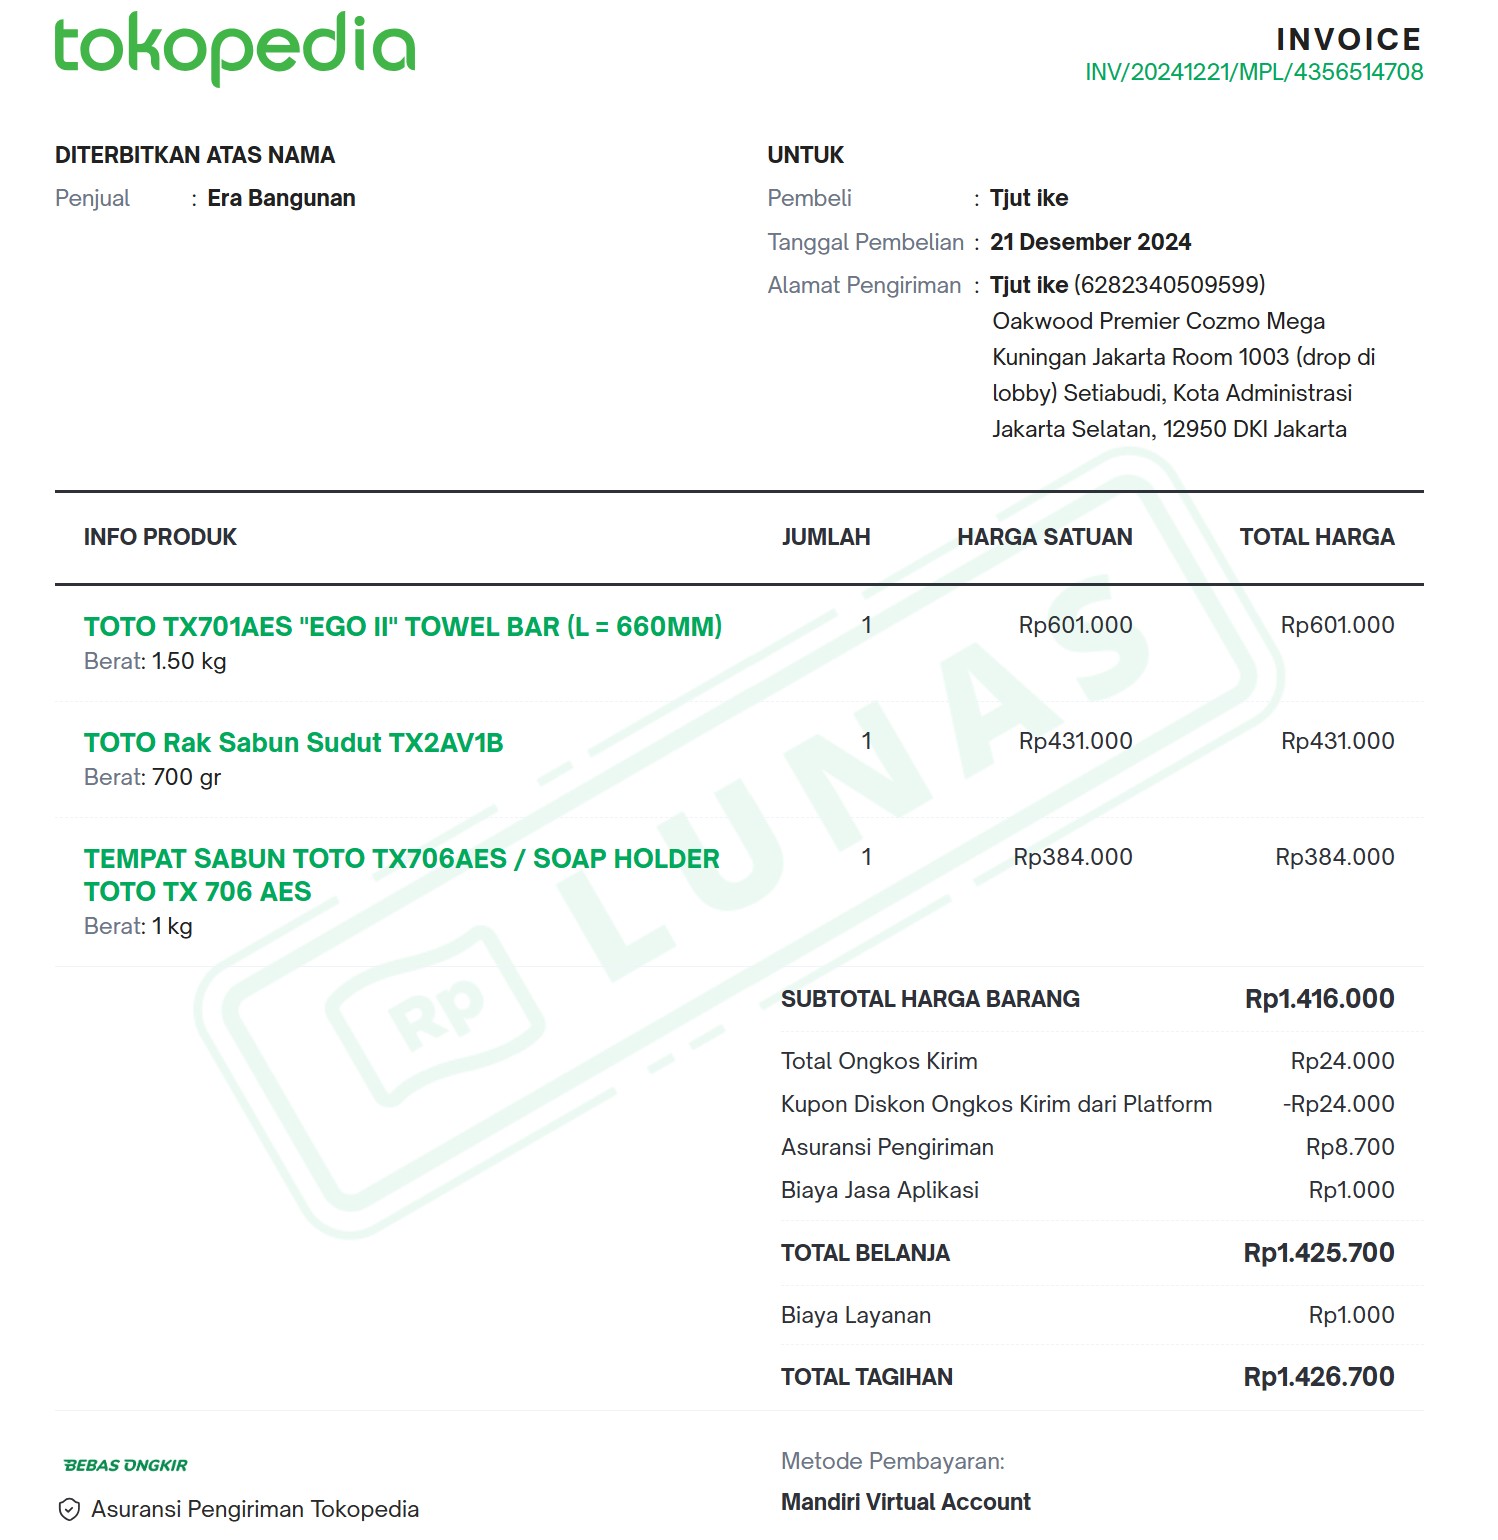 tokopedia
INVOICE
INV/20241221/MPL/4356514708
DITERBITKAN ATAS NAMA
Penjual : Era Bangunan
UNTUK
Pembeli : Tjut ike
Tanggal Pembelian : 21 Desember 2024
Alamat Pengiriman : Tjut ike (6282340509599)
Oakwood Premier Cozmo Mega
Kuningan Jakarta Room 1003 (drop di
lobby) Setiabudi, Kota Administrasi
Jakarta Selatan, 12950 DKI Jakarta
INFO PRODUK JUMLAH HARGA SATUAN TOTAL HARGA
TOTO TX701AES "EGO II" TOWEL BAR (L = 660MM) 1 Rp601.000 Rp601.000
Berat: 1.50 kg
TOTO Rak Sabun Sudut TX2AV1B 1 Rp431.000 Rp431.000
Berat: 700 gr
TEMPAT SABUN TOTO TX706AES / SOAP HOLDER 1 Rp384.000 Rp384.000
TOTO TX 706 AES
Berat: 1 kg
Rp LUNAS
SUBTOTAL HARGA BARANG Rp1.416.000
Total Ongkos Kirim Rp24.000
Kupon Diskon Ongkos Kirim dari Platform -Rp24.000
Asuransi Pengiriman Rp8.700
Biaya Jasa Aplikasi Rp1.000
TOTAL BELANJA Rp1.425.700
Biaya Layanan Rp1.000
TOTAL TAGIHAN Rp1.426.700
BEBAS ONGKIR
Asuransi Pengiriman Tokopedia
Metode Pembayaran:
Mandiri Virtual Account